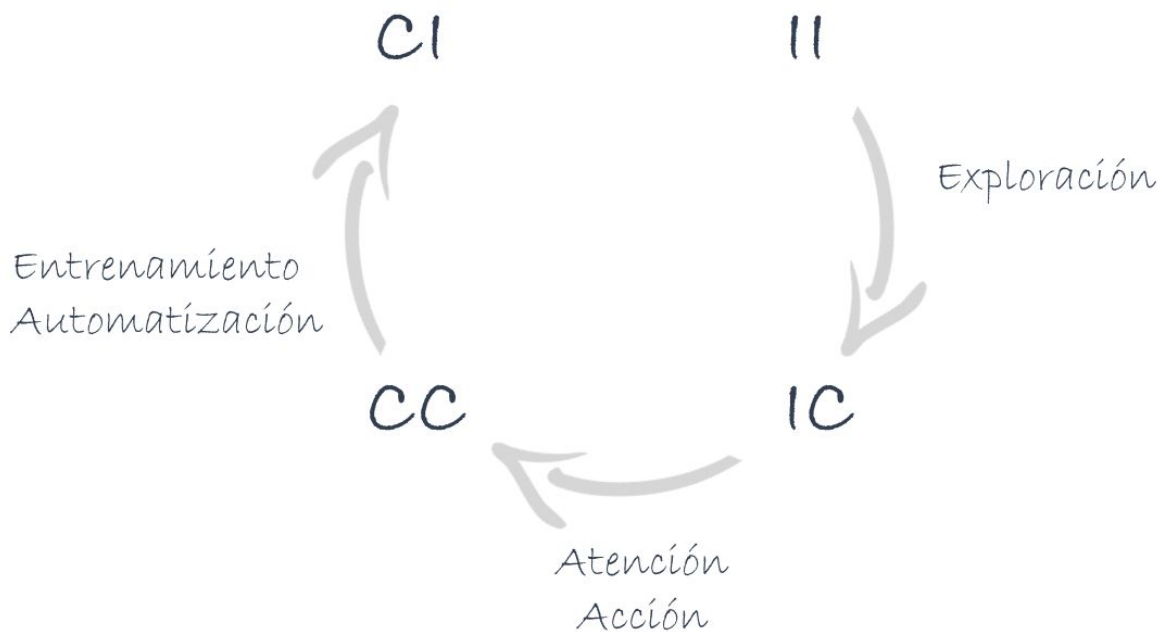 CI
II
Exploración
Entrenamiento
Automatización
CC
IC
Atención
Acción